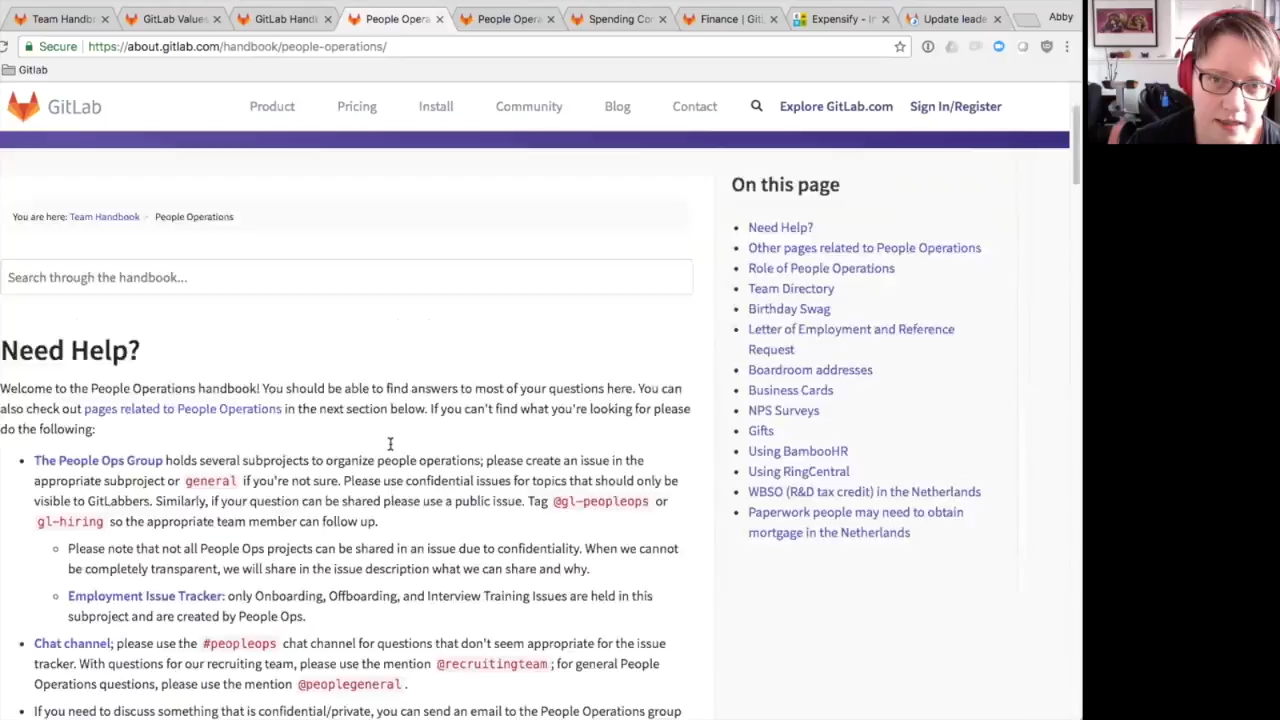 Team Handb
GitLab Values
GitLab Hand
People Opera
People Opera
Spending Co
Finance | GitL
Expensify - In
Update leade
Abby
Secure https://about.gitlab.com/handbook/people-operations/
Gitlab
GitLab Product Pricing Install Community Blog Contact Explore GitLab.com Sign In/Register
You are here: Team Handbook - People Operations
Search through the handbook...
Need Help?
Welcome to the People Operations handbook! You should be able to find answers to most of your questions here. You can
also check out pages related to People Operations in the next section below. If you can't find what you're looking for please
do the following:
• The People Ops Group holds several subprojects to organize people operations; please create an issue in the
appropriate subproject or general if you're not sure. Please use confidential issues for topics that should only be
visible to GitLabbers. Similarly, if your question can be shared please use a public issue. Tag @gl-peopleops or
gl-hiring so the appropriate team member can follow up.
○ Please note that not all People Ops projects can be shared in an issue due to confidentiality. When we cannot
be completely transparent, we will share in the issue description what we can share and why.
○ Employment Issue Tracker: only Onboarding, Offboarding, and Interview Training Issues are held in this
subproject and are created by People Ops.
• Chat channel; please use the #peopleops chat channel for questions that don't seem appropriate for the issue
tracker. With questions for our recruiting team, please use the mention @recruitingteam; for general People
Operations questions, please use the mention @peoplegeneral.
• If you need to discuss something that is confidential/private, you can send an email to the People Operations group
On this page
• Need Help?
• Other pages related to People Operations
• Role of People Operations
• Team Directory
• Birthday Swag
• Letter of Employment and Reference
Request
• Boardroom addresses
• Business Cards
• NPS Surveys
• Gifts
• Using BambooHR
• Using RingCentral
• WBSO (R&D tax credit) in the Netherlands
• Paperwork people may need to obtain
mortgage in the Netherlands